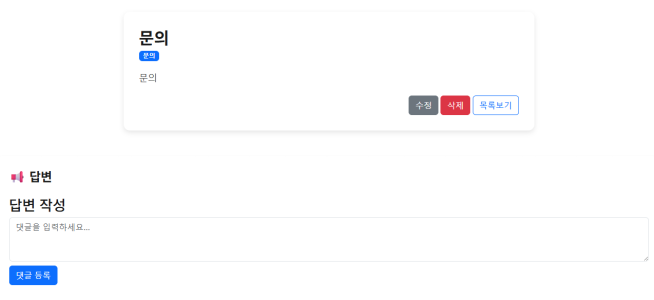 문의
문의
문의
수정 삭제 목록보기
답변
답변 작성
댓글을 입력하세요...
댓글 등록